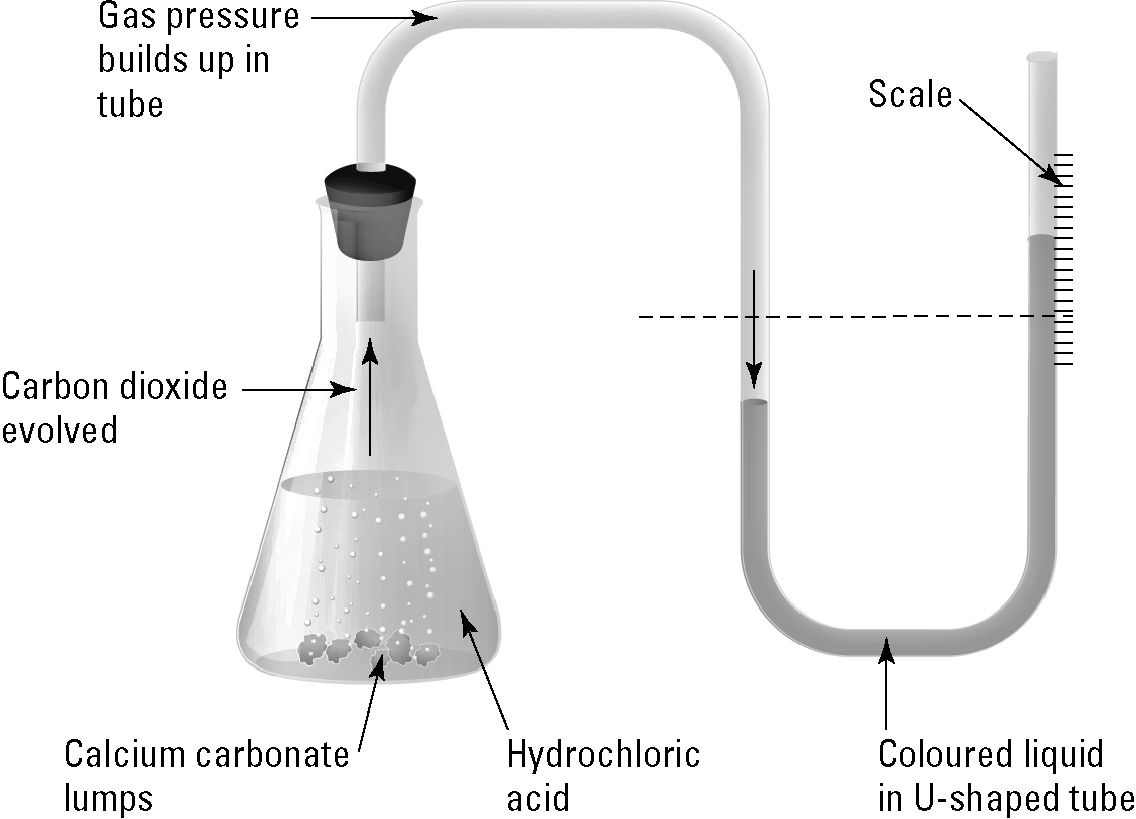 Gas pressure
builds up in
tube
Scale
Carbon dioxide
evolved
Calcium carbonate
lumps
Hydrochloric
acid
Coloured liquid
in U-shaped tube